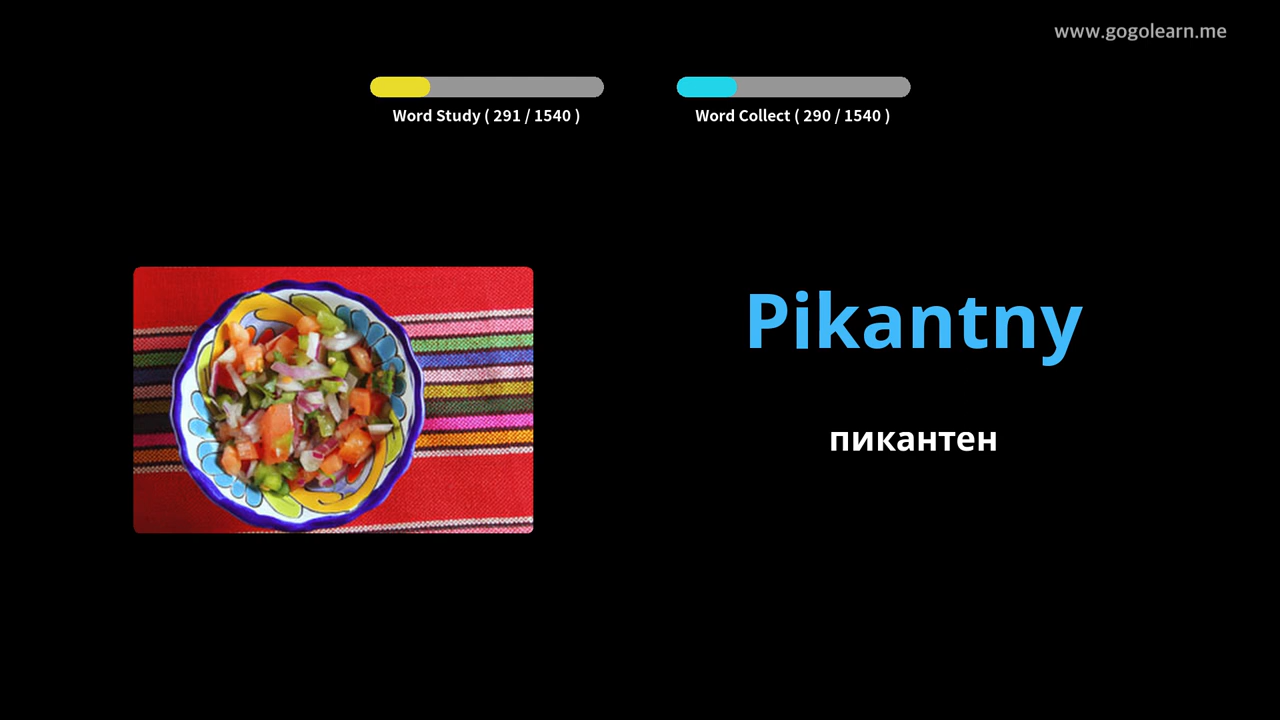 www.gogolearn.me
Word Study ( 291 / 1540 )
Word Collect ( 290 / 1540 )
Pikantny
пикантен